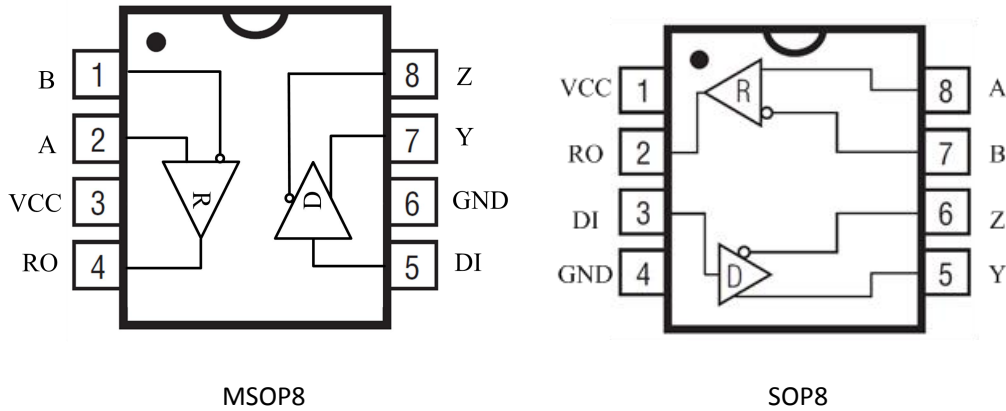 B 1 8 Z
A 2 7 Y
VCC 3 6 GND
RO 4 5 DI
R D
MSOP8
VCC 1 8 A
RO 2 7 B
DI 3 6 Z
GND 4 5 Y
R
D
SOP8